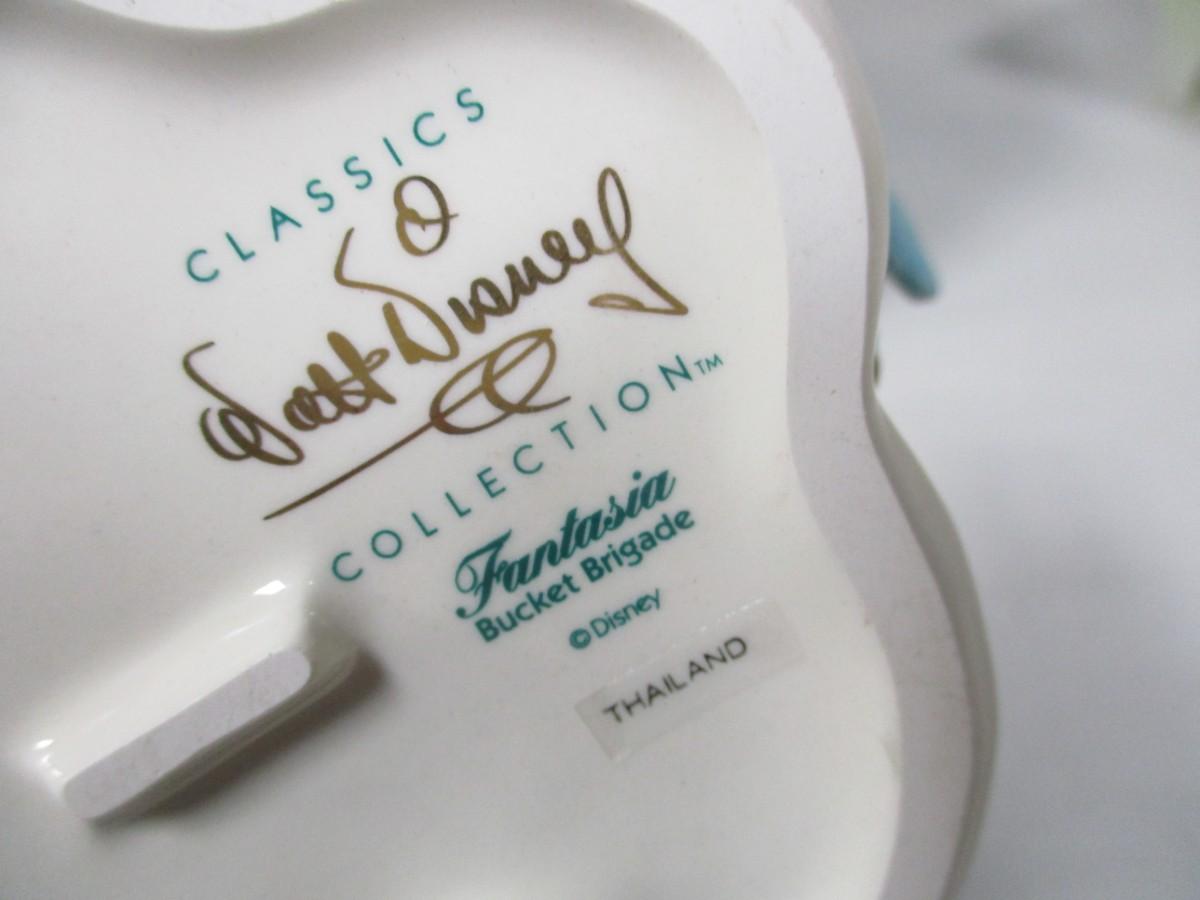 CLASSICS
Walt Disney
COLLECTION™
Fantasia
Bucket Brigade
© Disney
THAILAND